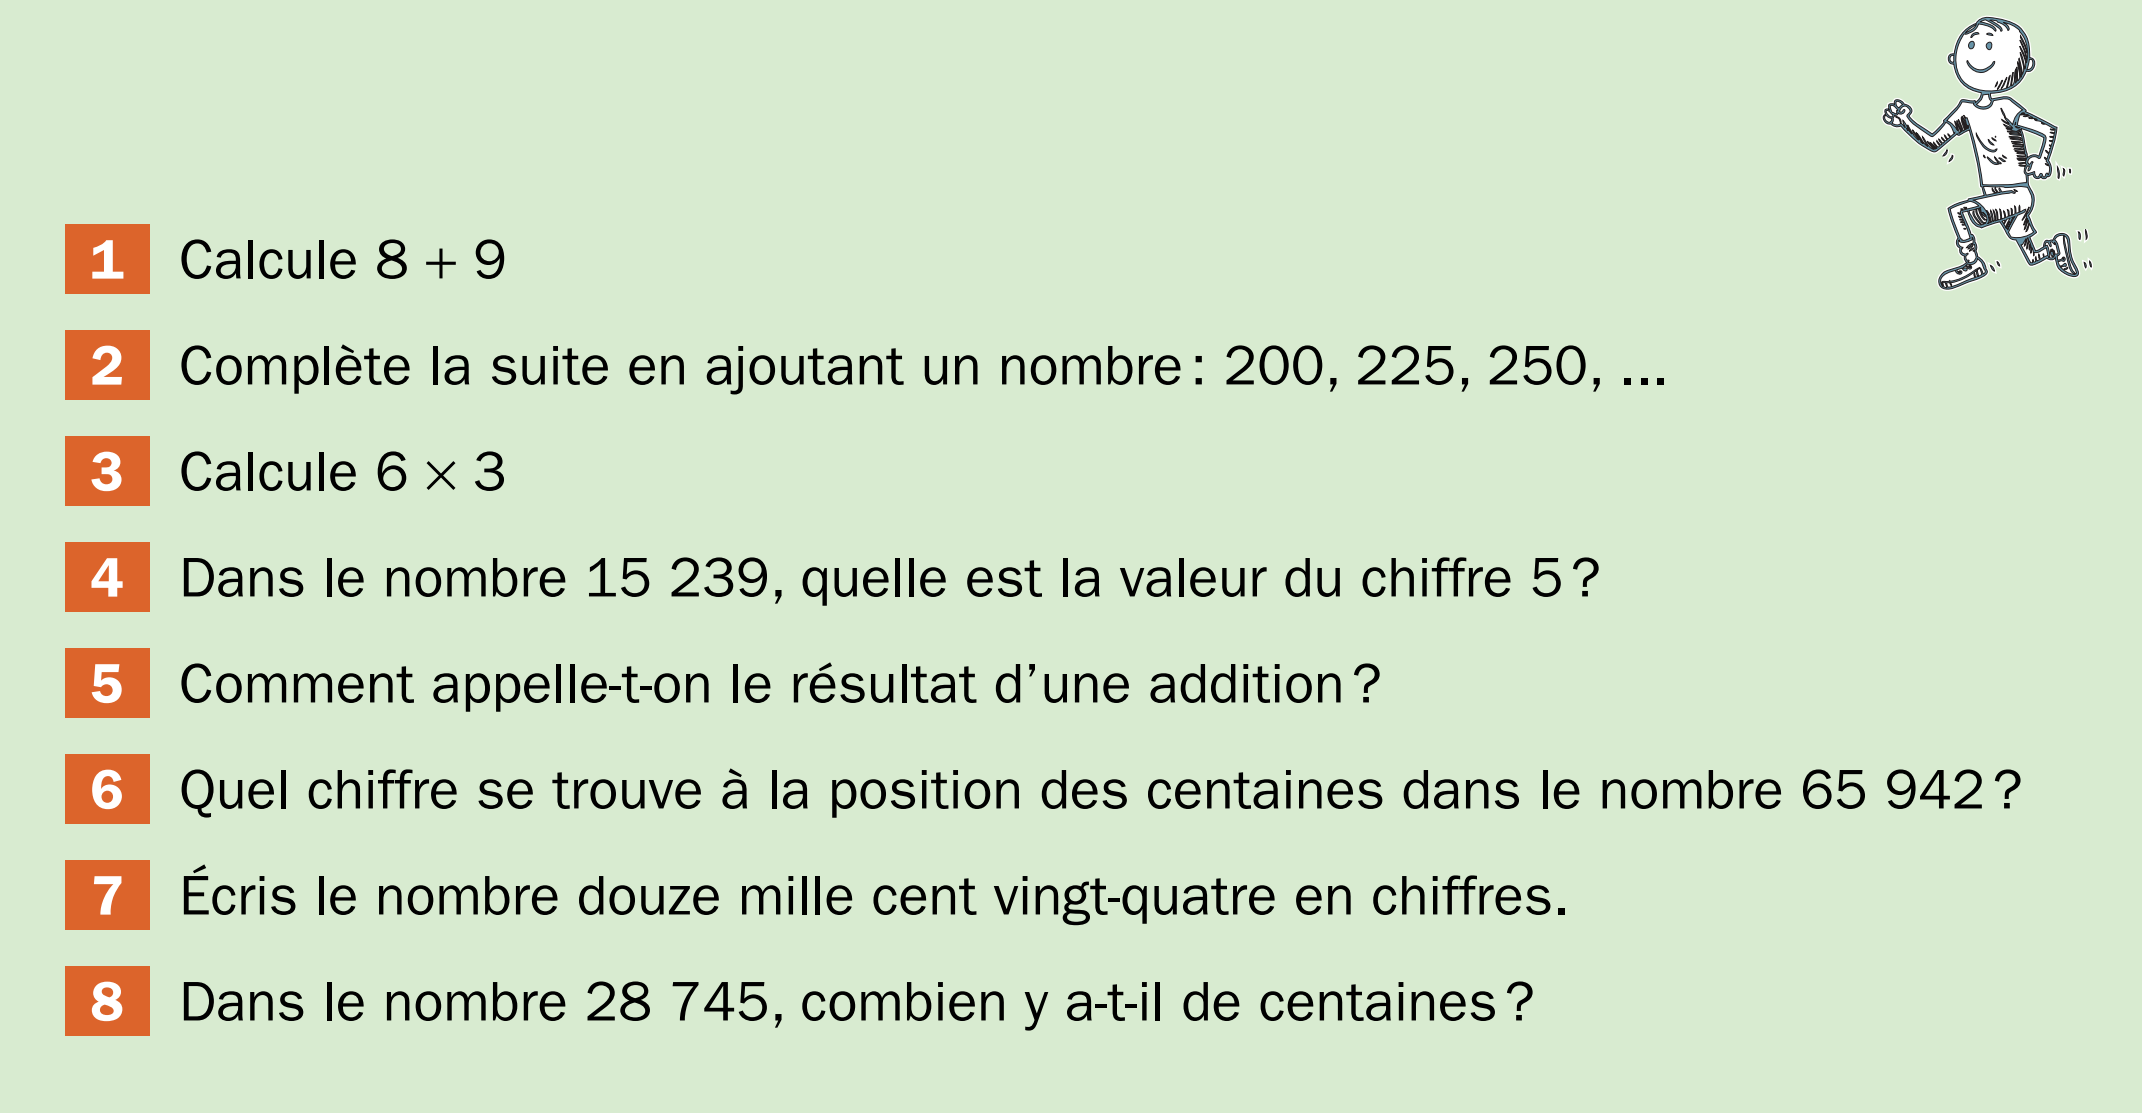 1 Calcule 8 + 9
2 Complète la suite en ajoutant un nombre : 200, 225, 250, ...
3 Calcule 6 × 3
4 Dans le nombre 15 239, quelle est la valeur du chiffre 5 ?
5 Comment appelle-t-on le résultat d’une addition ?
6 Quel chiffre se trouve à la position des centaines dans le nombre 65 942 ?
7 Écris le nombre douze mille cent vingt-quatre en chiffres.
8 Dans le nombre 28 745, combien y a-t-il de centaines ?